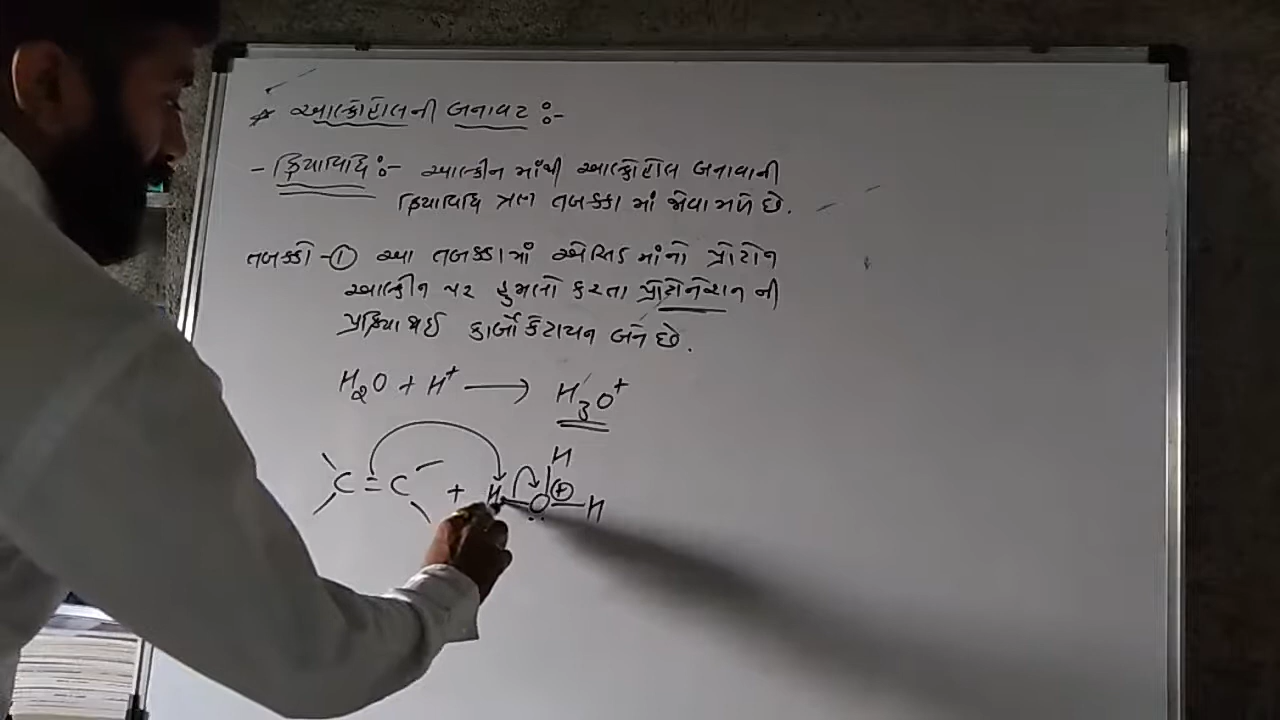 * આલ્કોહોલની બનાવટ :-
- ક્રિયાવિધિ :- આલ્કીન માંથી આલ્કોહોલ બનાવાની
ક્રિયાવિધિ ત્રણ તબક્કા માં જોવા મળે છે.
તબક્કો - ① આ તબક્કામાં એસિડ માંનો પ્રોટોન
આલ્કીન પર હુમલો કરતા પ્રોટોનેશન ની
પ્રક્રિયા થઈ કાર્બોકેટાયન બને છે.
H₂O + H⁺ ⟶ H₃O⁺
H
C = C + H - O ⊕ - H